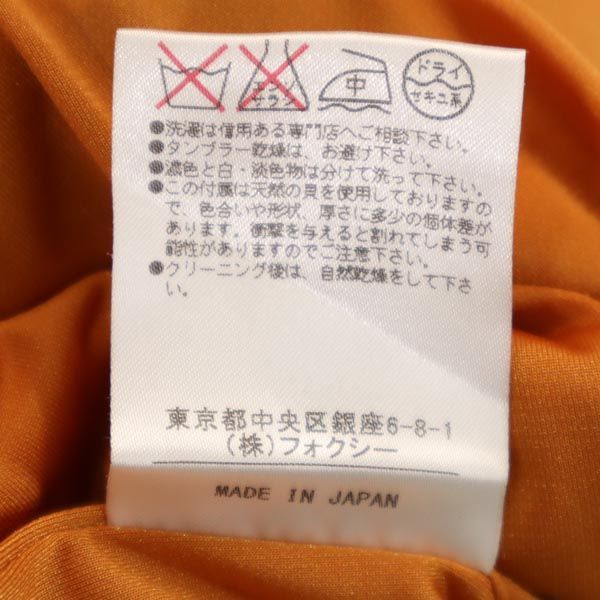 エンソ
サラシ
中
ドライ
セキユ系
●洗濯は信用ある専門店へご相談下さい。
●タンブラー乾燥は、お避け下さい。
●濃色と白・淡色物は分けて洗って下さい。
●この付属は天然の貝を使用しておりますの
で、色合いや形状、厚さに多少の個体差が
あります。衝撃を与えると割れてしまう可
能性がありますのでご注意下さい。
●クリーニング後は、自然乾燥をして下さ
い。
東京都中央区銀座6-8-1
(株)フォクシー
MADE IN JAPAN